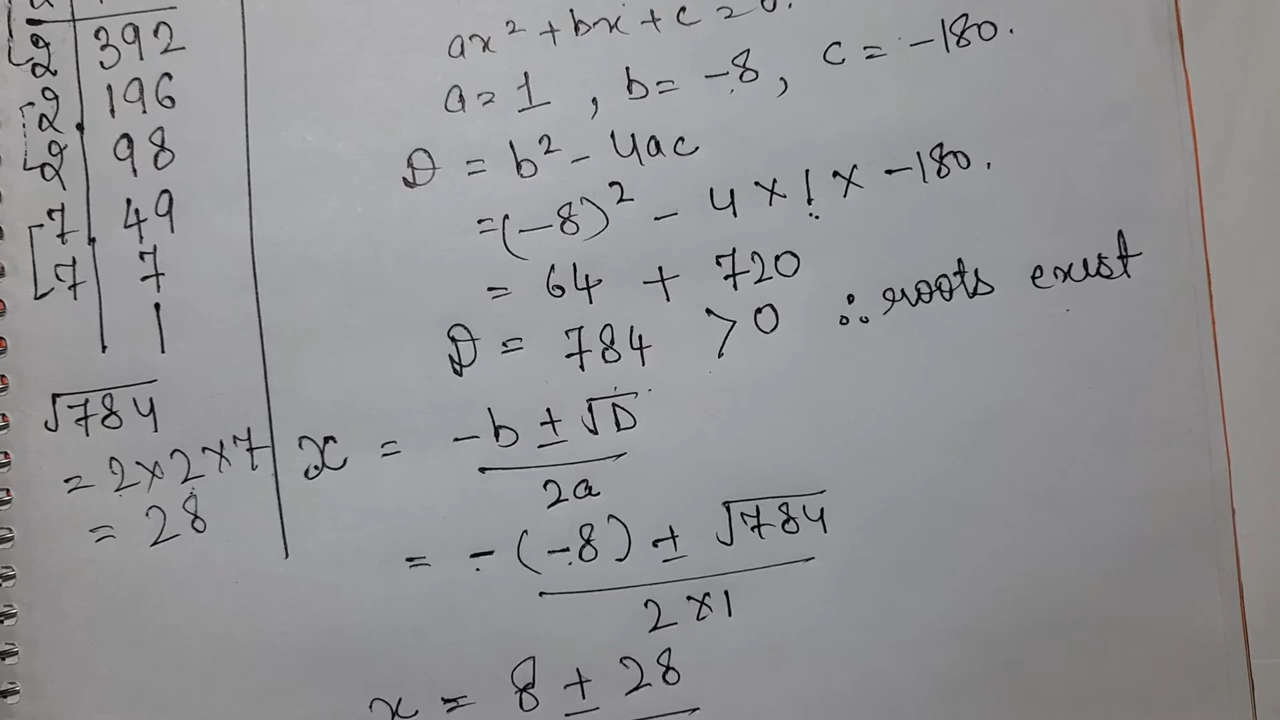 2 | 392
2 | 196
2 | 98
7 | 49
7 | 7
| 1
√784
= 2×2×7
= 28
ax² + bx + c = 0.
a = 1 , b = -8 , c = -180.
D = b² - 4ac
=(-8)² - 4 × 1 × -180.
= 64 + 720
D = 784 > 0 ∴ roots exist
x = -b ± √D / 2a
= -(-8) ± √784 / 2×1
x = 8 ± 28